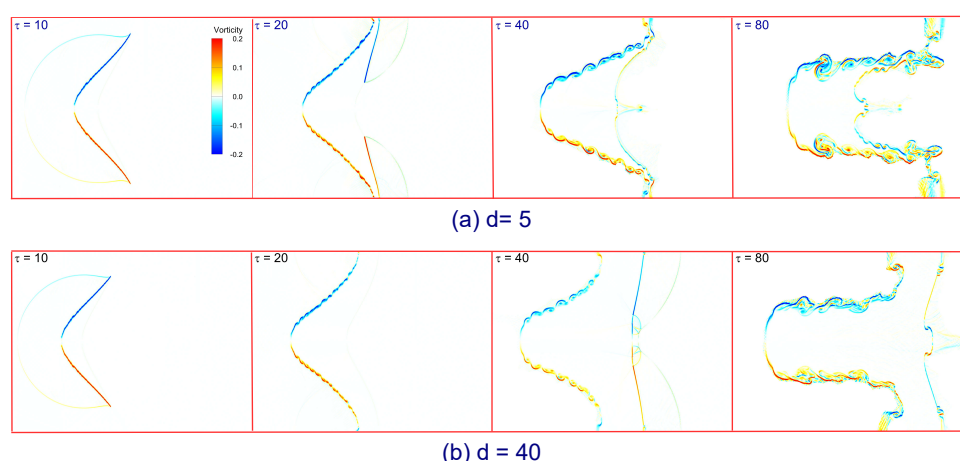 τ = 10
Vorticity
0.2
0.1
0.0
-0.1
-0.2
τ = 20
τ = 40
τ = 80
(a) d= 5
τ = 10
τ = 20
τ = 40
τ = 80
(b) d = 40